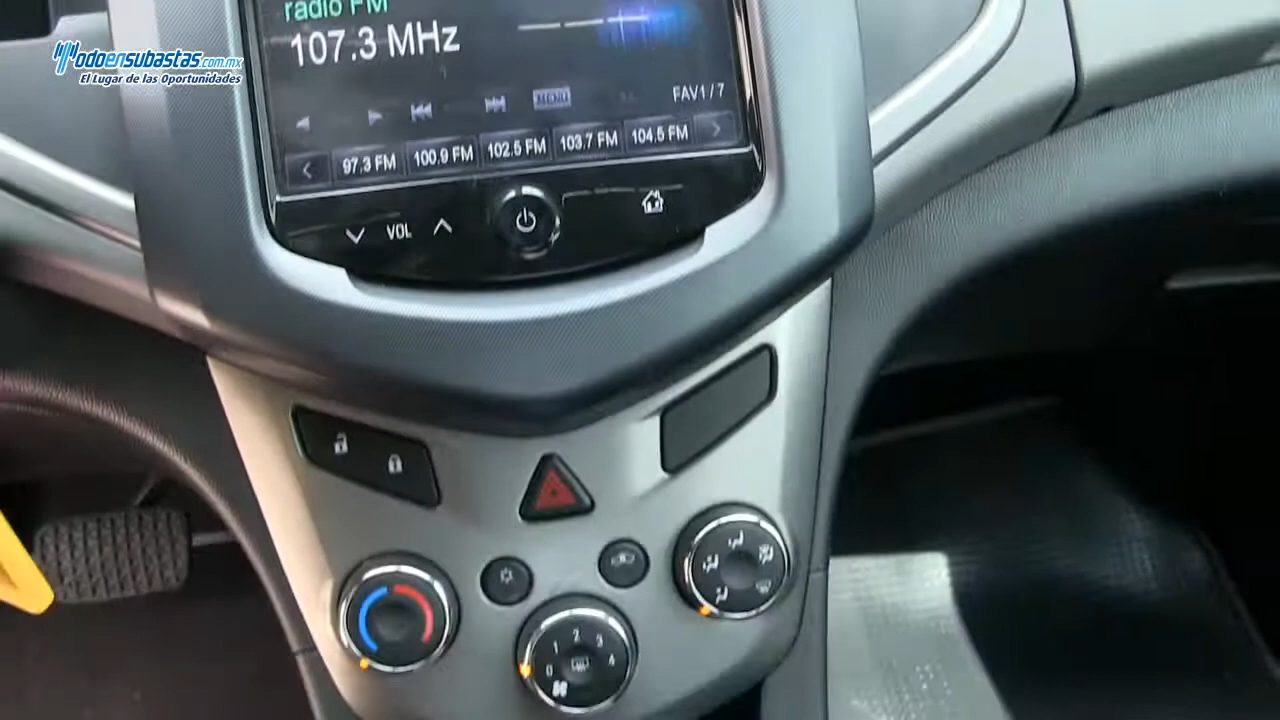 TodoenSubastas.com.mx
El Lugar de las Oportunidades
radio FM
107.3 MHz
MENU
FAV1 / 7
97.3 FM 100.9 FM 102.5 FM 103.7 FM 104.5 FM
VOL
0 1 2 3 4